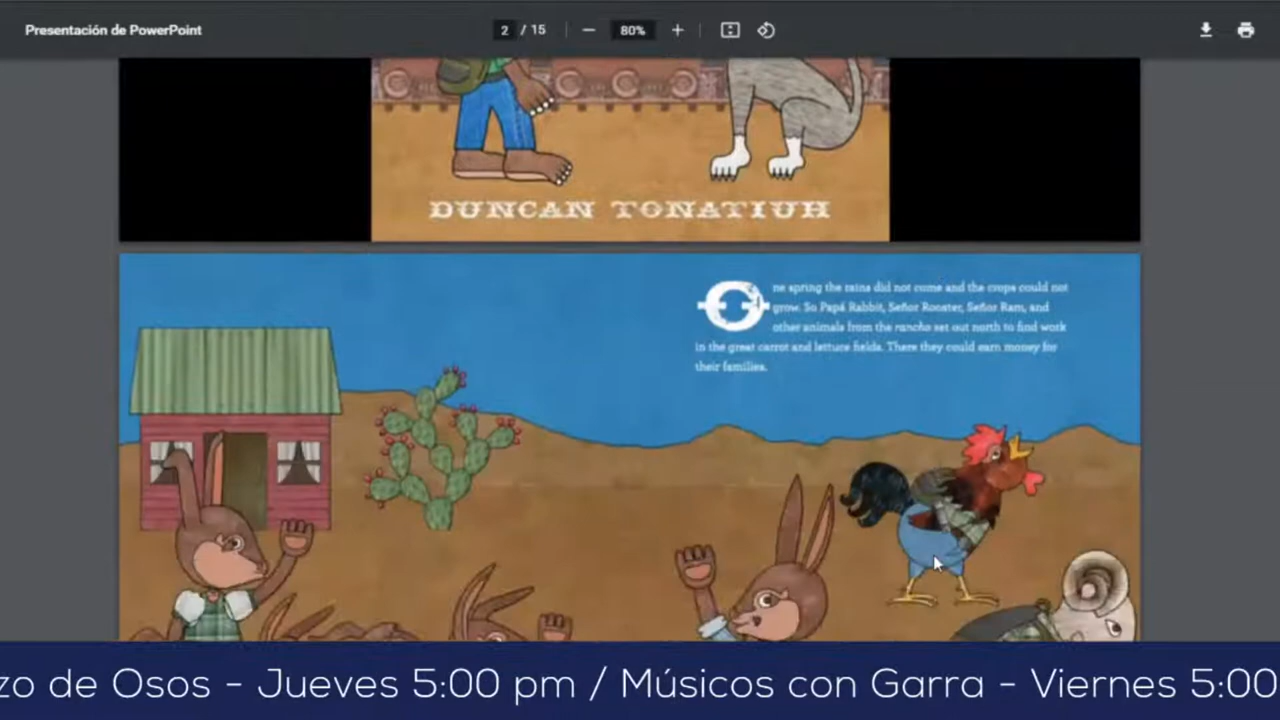 Presentación de PowerPoint
2 / 15
80%
DUNCAN TONATIUH
One spring the rains did not come and the crops could not
grow. So Papá Rabbit, Señor Rooster, Señor Ram, and
other animals from the rancho set out north to find work
in the great carrot and lettuce fields. There they could earn money for
their families.
zo de Osos - Jueves 5:00 pm / Músicos con Garra - Viernes 5:00